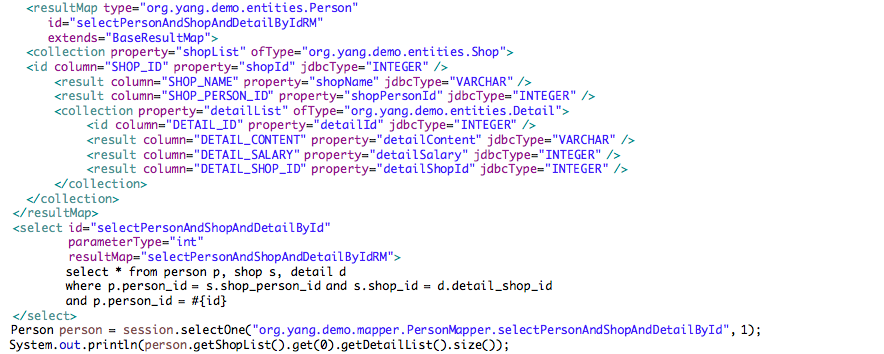 <resultMap type="org.yang.demo.entities.Person"
id="selectPersonAndShopAndDetailByIdRM"
extends="BaseResultMap">
<collection property="shopList" ofType="org.yang.demo.entities.Shop">
<id column="SHOP_ID" property="shopId" jdbcType="INTEGER" />
<result column="SHOP_NAME" property="shopName" jdbcType="VARCHAR" />
<result column="SHOP_PERSON_ID" property="shopPersonId" jdbcType="INTEGER" />
<collection property="detailList" ofType="org.yang.demo.entities.Detail">
<id column="DETAIL_ID" property="detailId" jdbcType="INTEGER" />
<result column="DETAIL_CONTENT" property="detailContent" jdbcType="VARCHAR" />
<result column="DETAIL_SALARY" property="detailSalary" jdbcType="INTEGER" />
<result column="DETAIL_SHOP_ID" property="detailShopId" jdbcType="INTEGER" />
</collection>
</collection>
</resultMap>
<select id="selectPersonAndShopAndDetailById"
parameterType="int"
resultMap="selectPersonAndShopAndDetailByIdRM">
select * from person p, shop s, detail d
where p.person_id = s.shop_person_id and s.shop_id = d.detail_shop_id
and p.person_id = #{id}
</select>
Person person = session.selectOne("org.yang.demo.mapper.PersonMapper.selectPersonAndShopAndDetailById", 1);
System.out.println(person.getShopList().get(0).getDetailList().size());